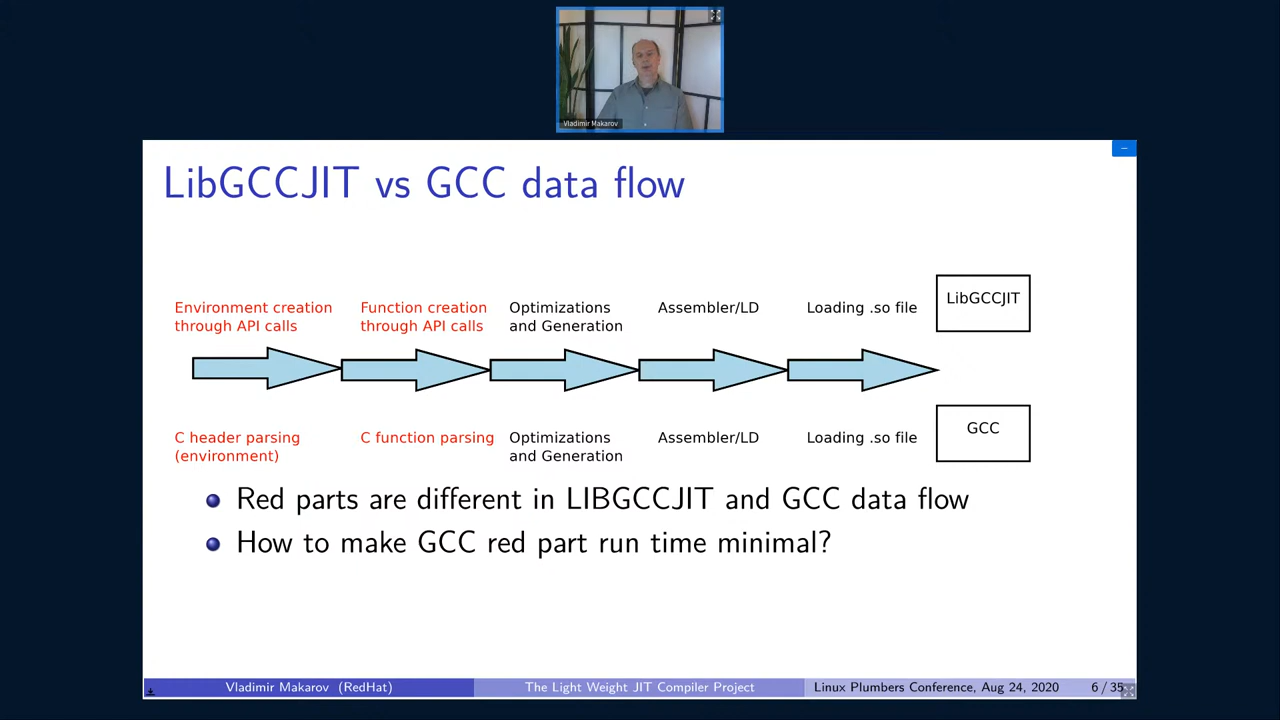 Vladimir Makarov
LibGCCJIT vs GCC data flow
Environment creation
through API calls
Function creation
through API calls
Optimizations
and Generation
Assembler/LD
Loading .so file
LibGCCJIT
C header parsing
(environment)
C function parsing
Optimizations
and Generation
Assembler/LD
Loading .so file
GCC
Red parts are different in LIBGCCJIT and GCC data flow
How to make GCC red part run time minimal?
Vladimir Makarov (RedHat)
The Light Weight JIT Compiler Project
Linux Plumbers Conference, Aug 24, 2020
6 / 35